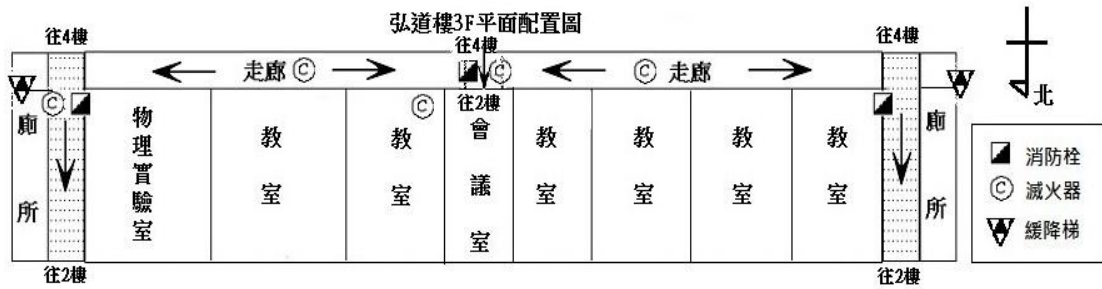 弘道樓3F平面配置圖
往4樓
往4樓
往4樓
走廊 C
C
C 走廊
北
往2樓
C
C
廁所
物理實驗室
教室
教室
會議室
教室
教室
教室
教室
廁所
往2樓
往2樓
消防栓
C 滅火器
緩降梯